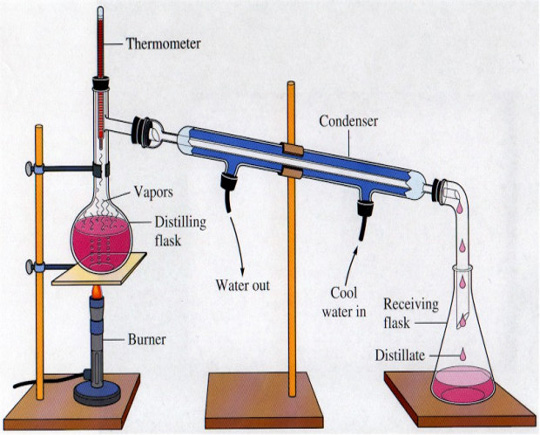 Thermometer
Condenser
Vapors
Distilling
flask
Water out
Cool
water in
Receiving
flask
Burner
Distillate